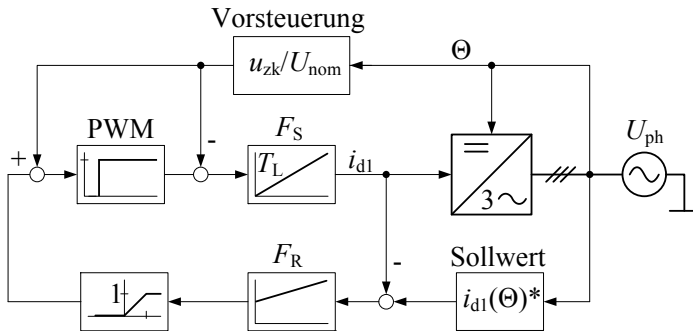 Vorsteuerung
u_zk/U_nom
Θ
PWM
F_S
U_ph
+
-
T_L
i_d1
=
3~
F_R
Sollwert
-
1
i_d1(Θ)*